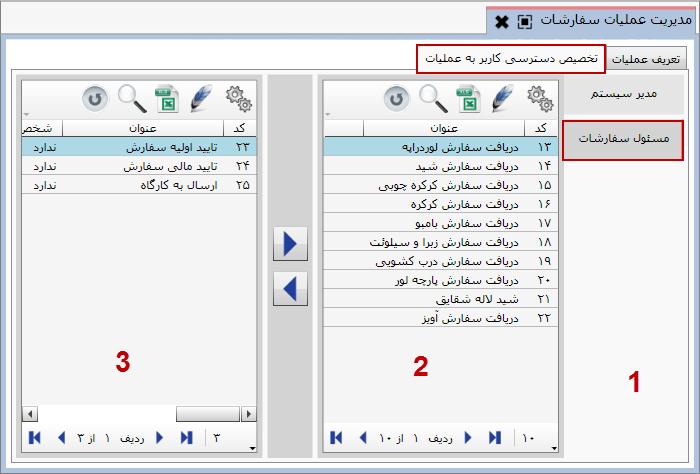 مدیریت عملیات سفارشات
تعریف عملیات
تخصیص دسترسی کاربر به عملیات
مدیر سیستم
مسئول سفارشات
1
کد عنوان
۱۳ دریافت سفارش لوردراپه
۱۴ دریافت سفارش شید
۱۵ دریافت سفارش کرکره چوبی
۱۶ دریافت سفارش کرکره
۱۷ دریافت سفارش بامبو
۱۸ دریافت سفارش زبرا و سیلوئت
۱۹ دریافت سفارش درب کشویی
۲۰ دریافت سفارش پارچه لور
۲۱ شید لاله شقایق
۲۲ دریافت سفارش آویز
2
۱۰ ردیف ۱ از ۱۰
کد عنوان شخص
۲۳ تایید اولیه سفارش ندارد
۲۴ تایید مالی سفارش ندارد
۲۵ ارسال به کارگاه ندارد
3
۳ ردیف ۱ از ۳